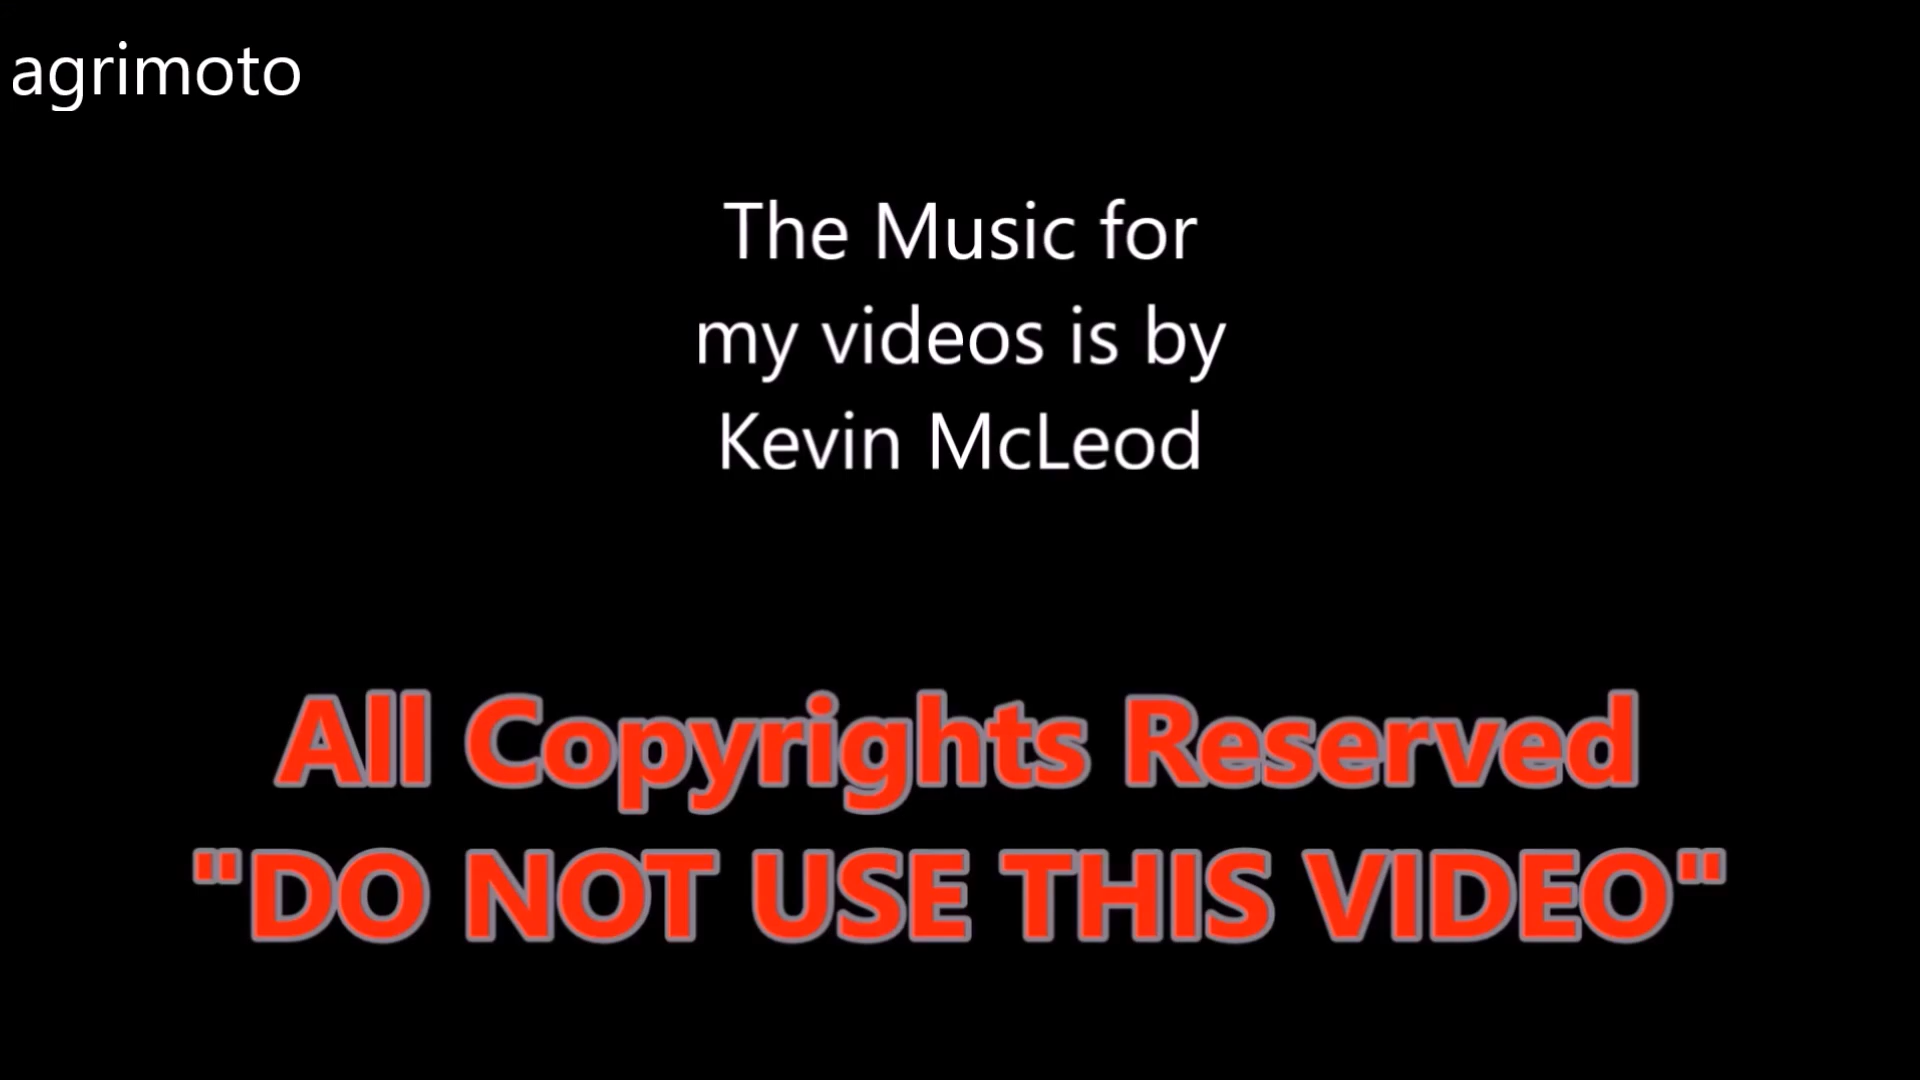 agrimoto
The Music for
my videos is by
Kevin McLeod
All Copyrights Reserved
"DO NOT USE THIS VIDEO"